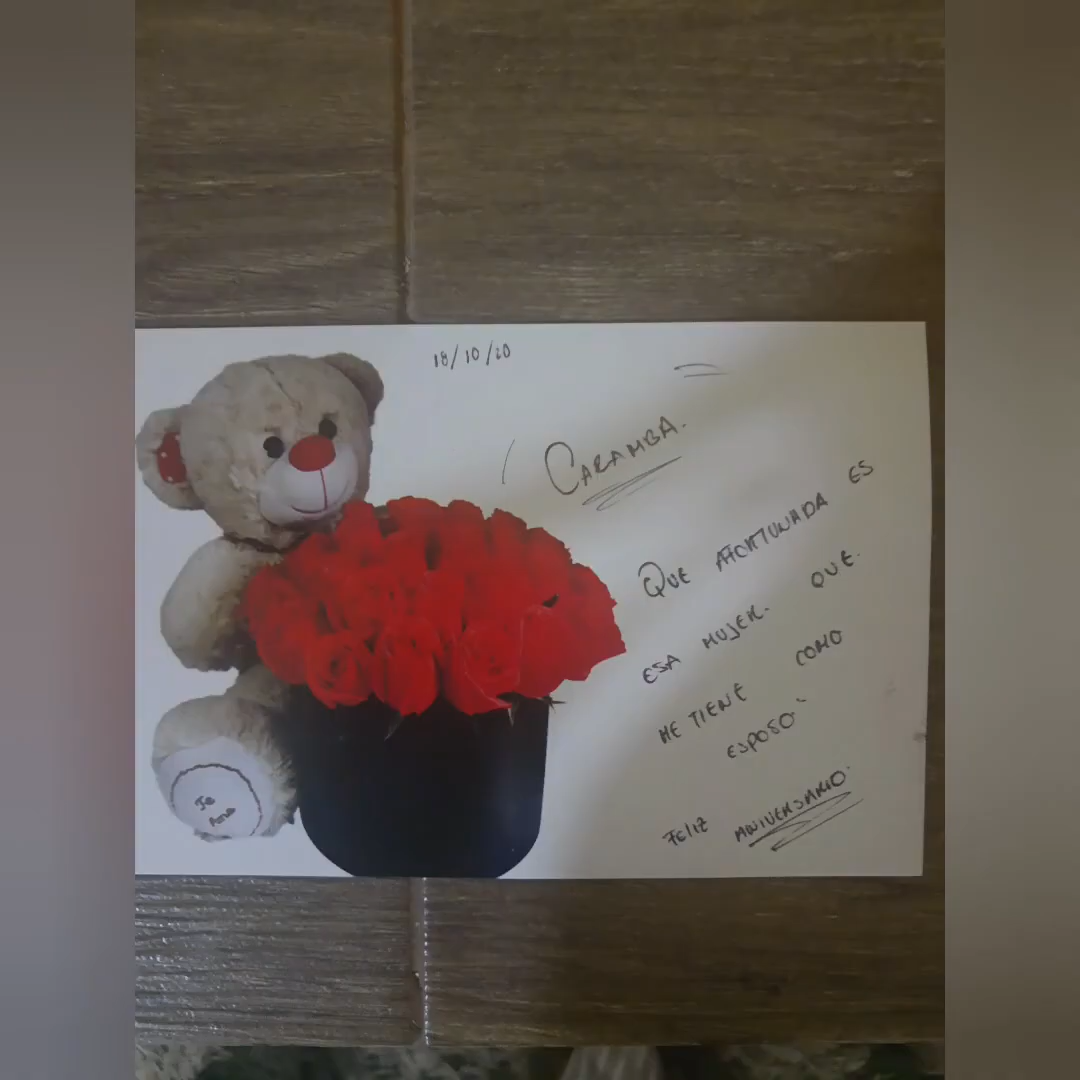 18/10/20
CARAMBA.
QUE AFORTUNADA ES
ESA MUJER. QUE.
ME TIENE COMO
ESPOSO.
FELIZ ANIVERSARIO.
Te
Amo